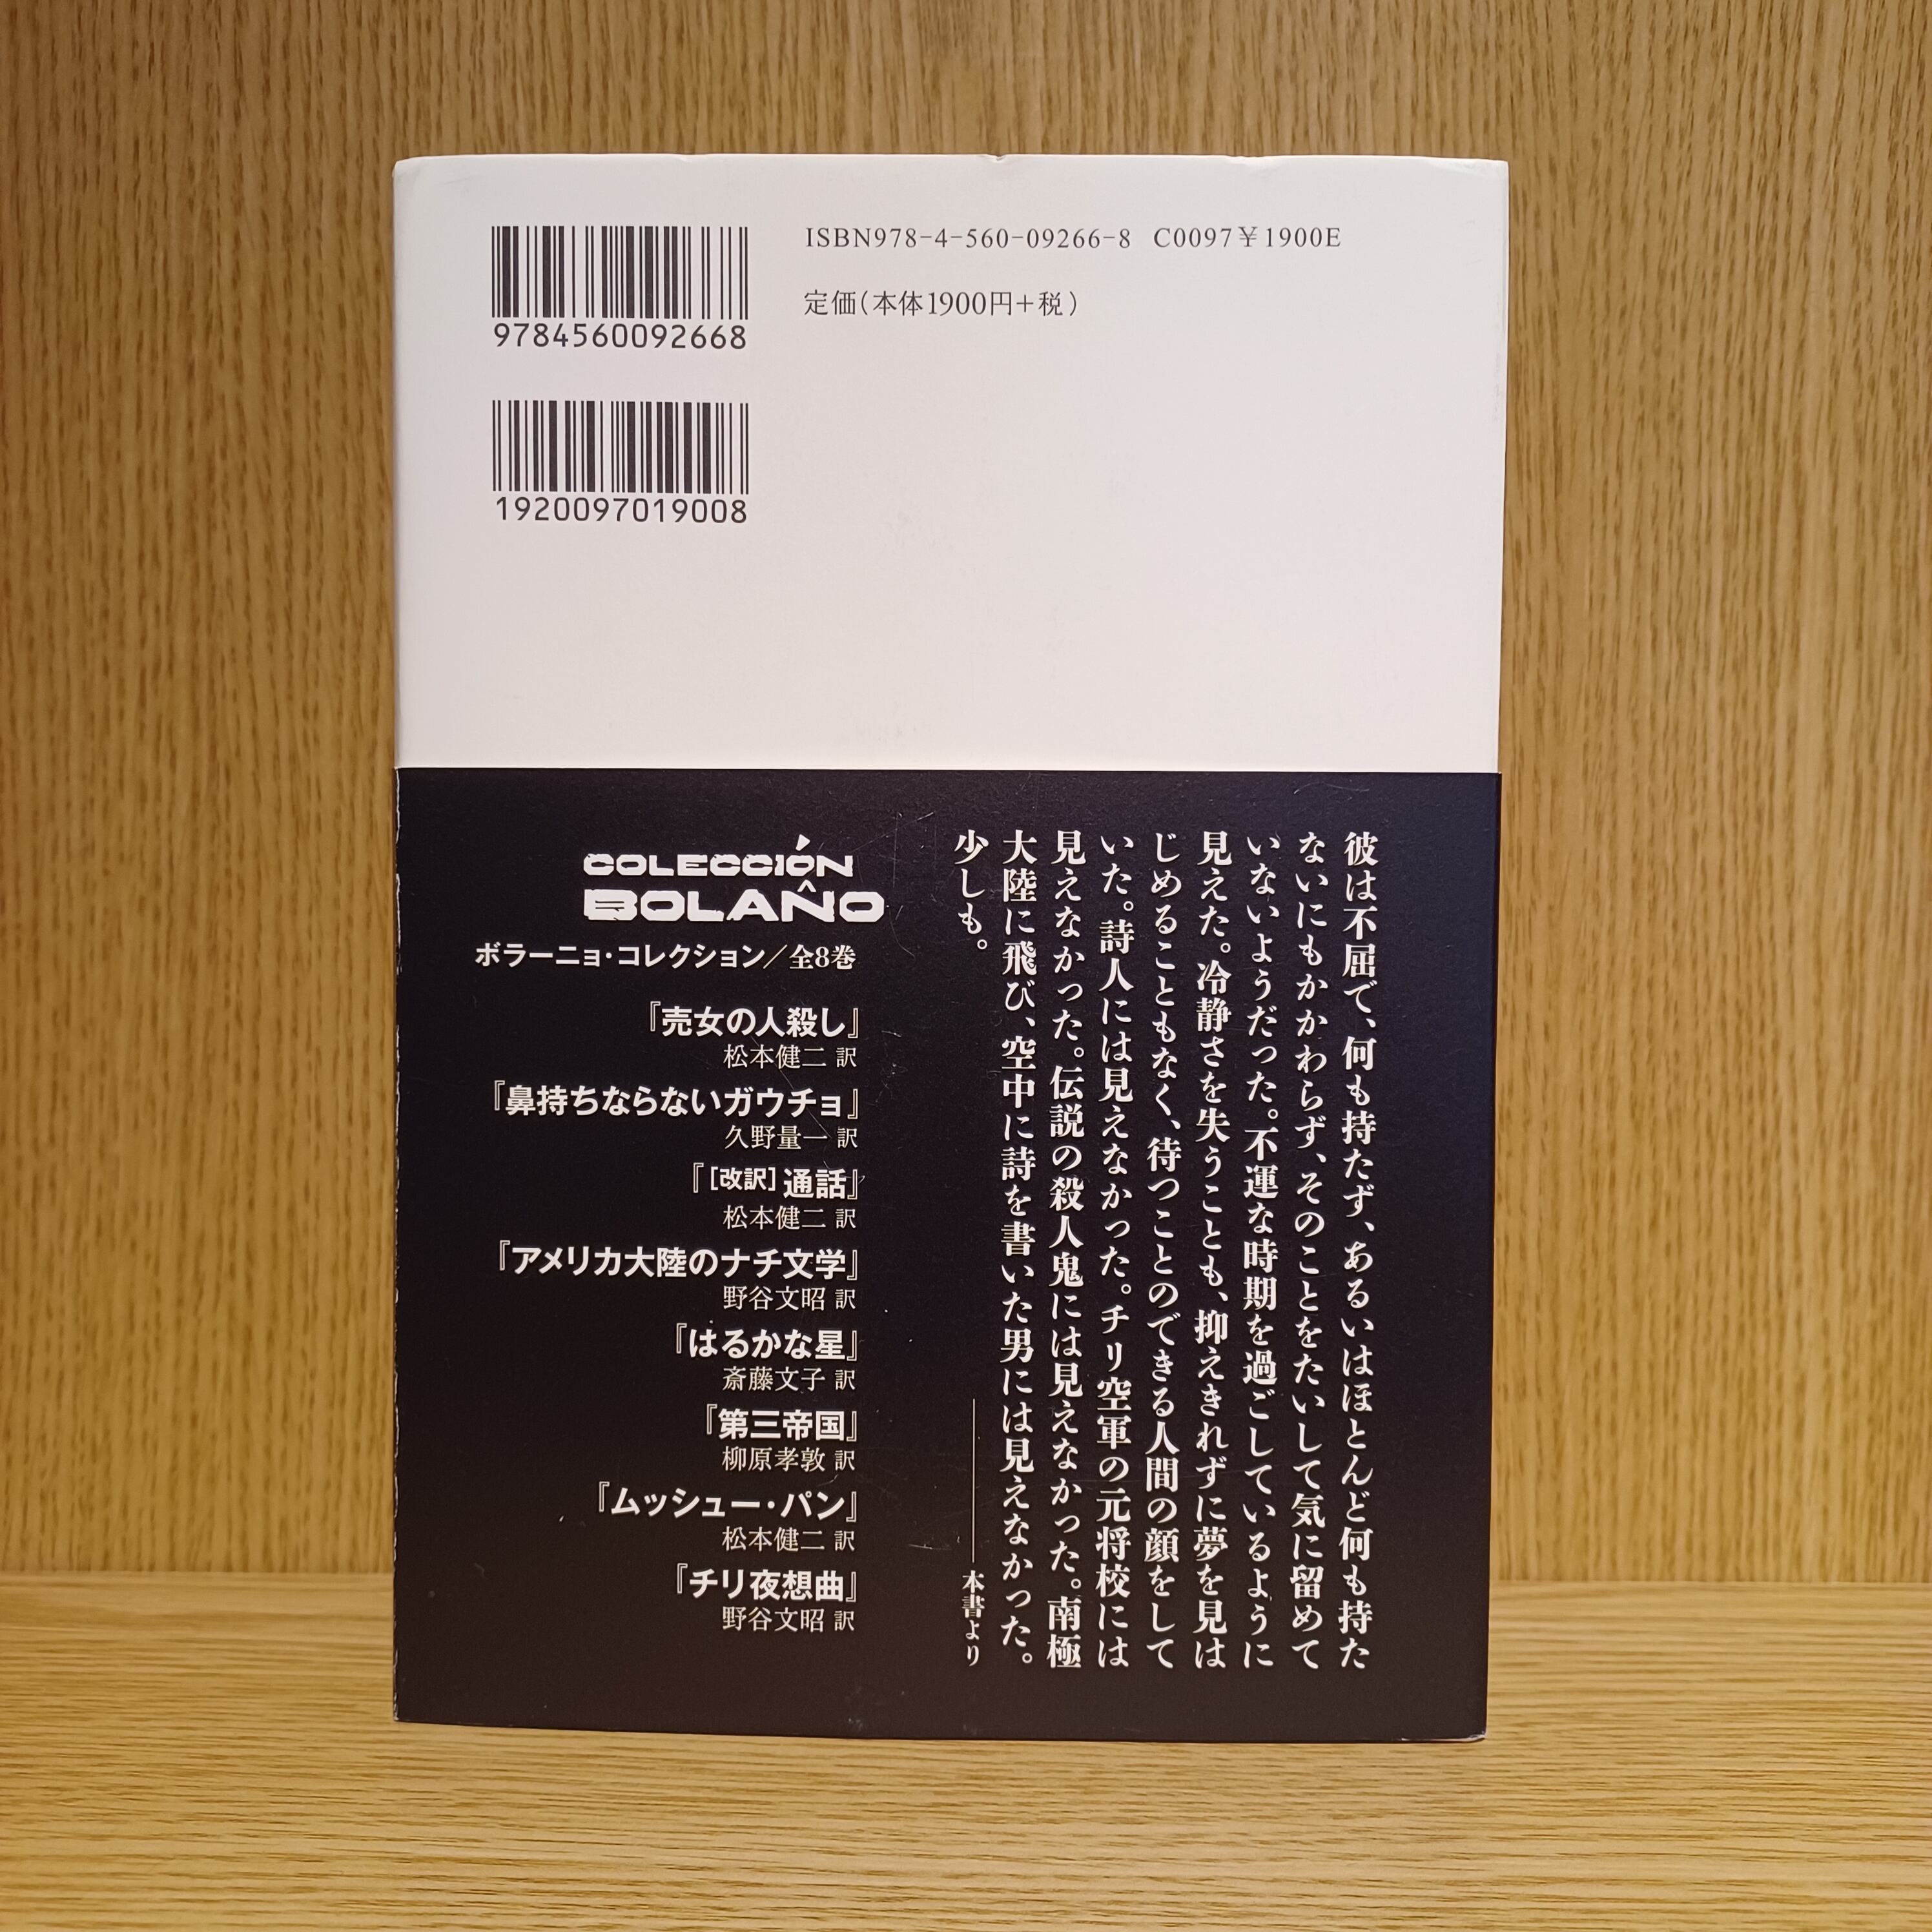 9784560092668
ISBN978-4-560-09266-8 C0097￥1900E
定価（本体1900円＋税）
1920097019008
彼は不屈で、何も持たず、あるいはほとんど何も持た
ないにもかかわらず、そのことをたいして気に留めて
いないようだった。不運な時期を過ごしているように
見えた。冷静さを失うことも、抑えきれずに夢を見は
じめることもなく、待つことのできる人間の顔をして
いた。詩人には見えなかった。チリ空軍の元将校には
見えなかった。伝説の殺人鬼には見えなかった。南極
大陸に飛び、空中に詩を書いた男には見えなかった。
少しも。
――本書より
COLECCIÓN
BOLAÑO
ボラーニョ・コレクション／全8巻
『売女の人殺し』
松本健二 訳
『鼻持ちならないガウチョ』
久野量一 訳
『［改訳］通話』
松本健二 訳
『アメリカ大陸のナチ文学』
野谷文昭 訳
『はるかな星』
斎藤文子 訳
『第三帝国』
柳原孝敦 訳
『ムッシュー・パン』
松本健二 訳
『チリ夜想曲』
野谷文昭 訳